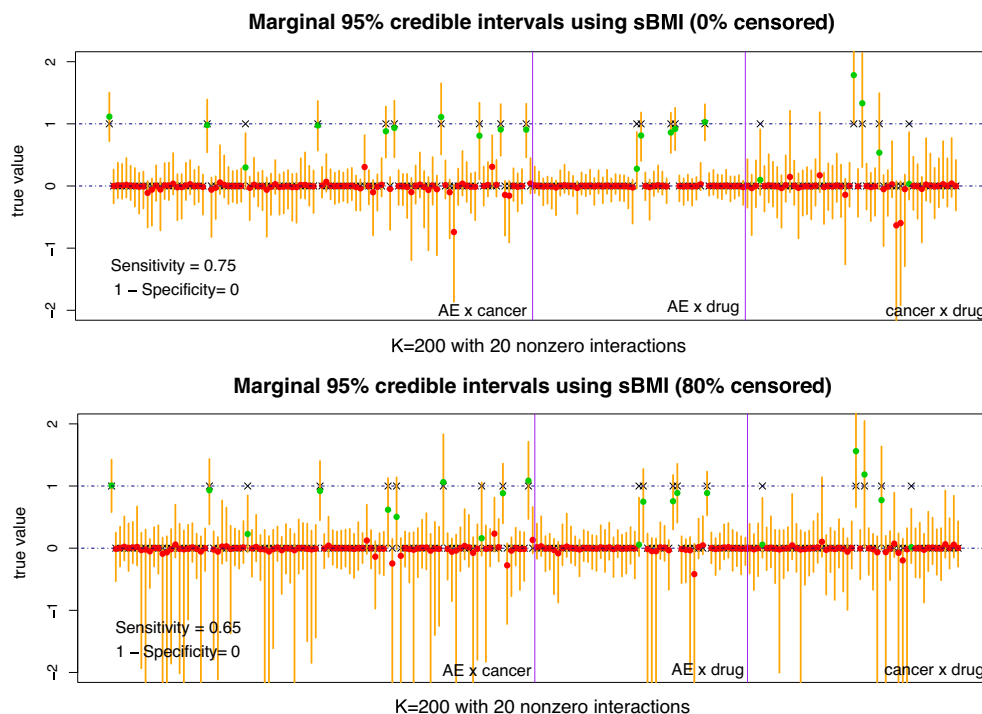 Marginal 95% credible intervals using sBMI (0% censored)
true value
2
1
0
-1
-2
Sensitivity = 0.75
1 − Specificity= 0
AE x cancer
AE x drug
cancer x drug
K=200 with 20 nonzero interactions
Marginal 95% credible intervals using sBMI (80% censored)
true value
2
1
0
-1
-2
Sensitivity = 0.65
1 − Specificity= 0
AE x cancer
AE x drug
cancer x drug
K=200 with 20 nonzero interactions